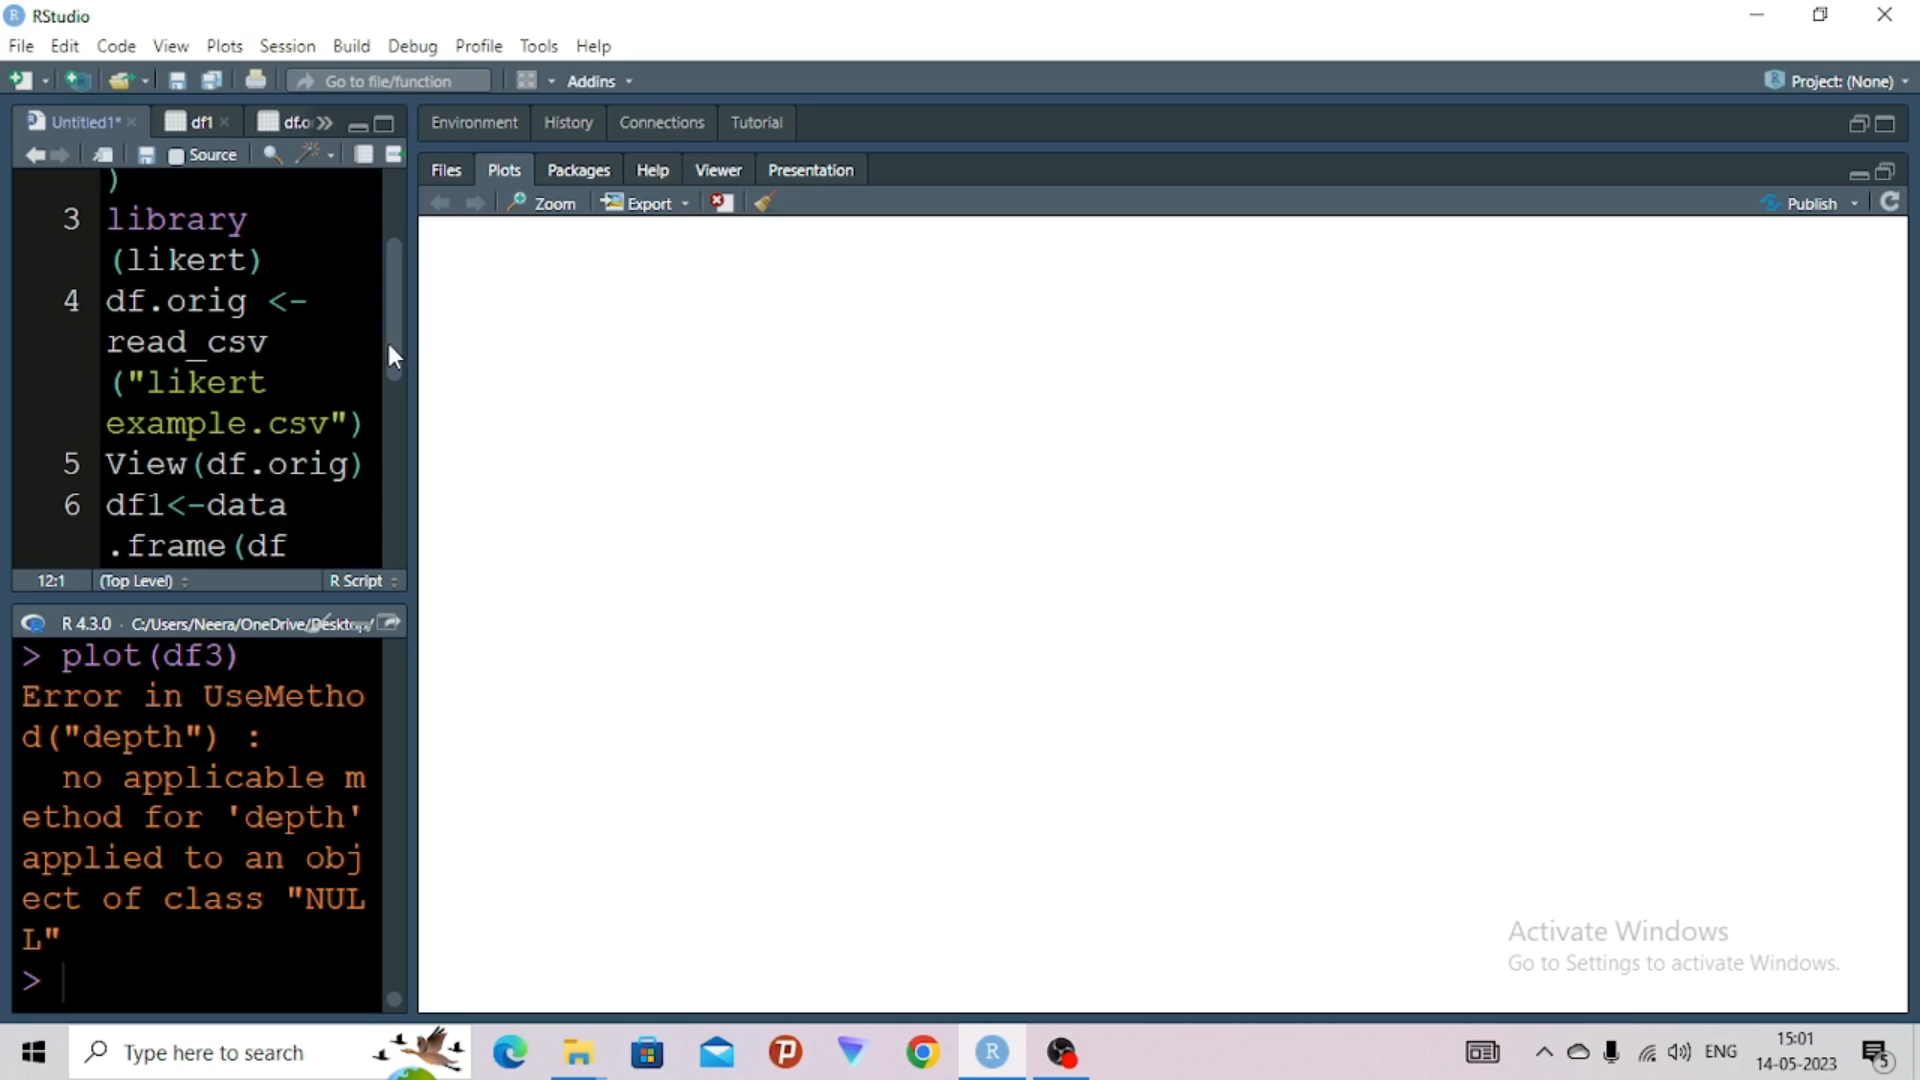 RStudio
File Edit Code View Plots Session Build Debug Profile Tools Help
Go to file/function Addins Project: (None)
Untitled1* df1 df.o
Environment History Connections Tutorial
Source
Files Plots Packages Help Viewer Presentation
Zoom Export Publish
)
3 library
(likert)
4 df.orig <-
read_csv
("likert
example.csv")
5 View(df.orig)
6 df1<-data
.frame(df
12:1 (Top Level) R Script
R 4.3.0 · C:/Users/Neera/OneDrive/Desktop/
> plot(df3)
Error in UseMetho
d("depth") :
no applicable m
ethod for 'depth'
applied to an obj
ect of class "NUL
L"
>
Activate Windows
Go to Settings to activate Windows.
Type here to search
ENG
15:01
14-05-2023
5